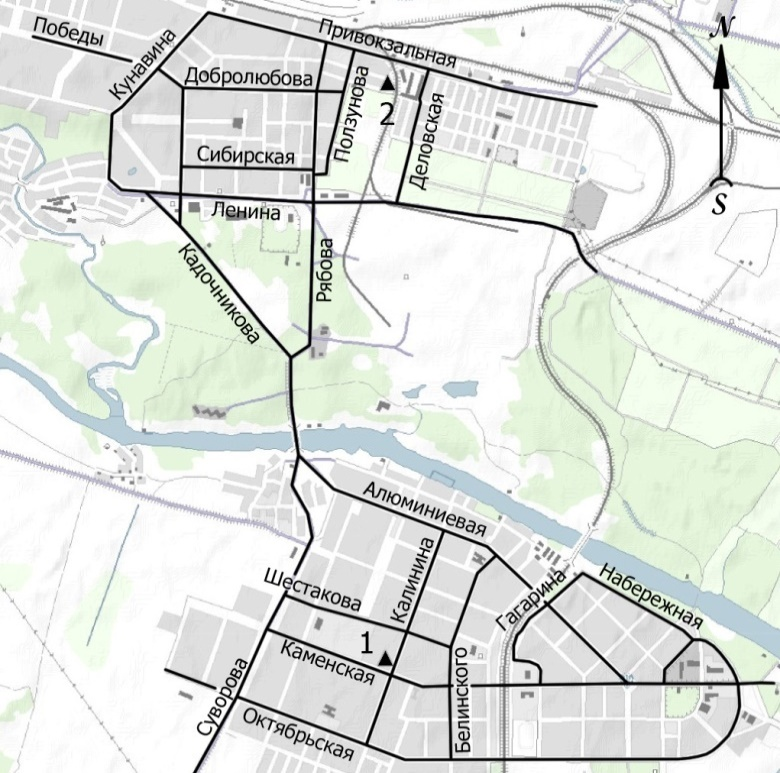 Победы
Кунавина
Привокзальная
N
Добролюбова
Ползунова
2
Деловская
Сибирская
S
Ленина
Кадочникова
Рябова
Алюминиевая
Калинина
Шестакова
Гагарина
Набережная
1
Каменская
Белинского
Суворова
Октябрьская